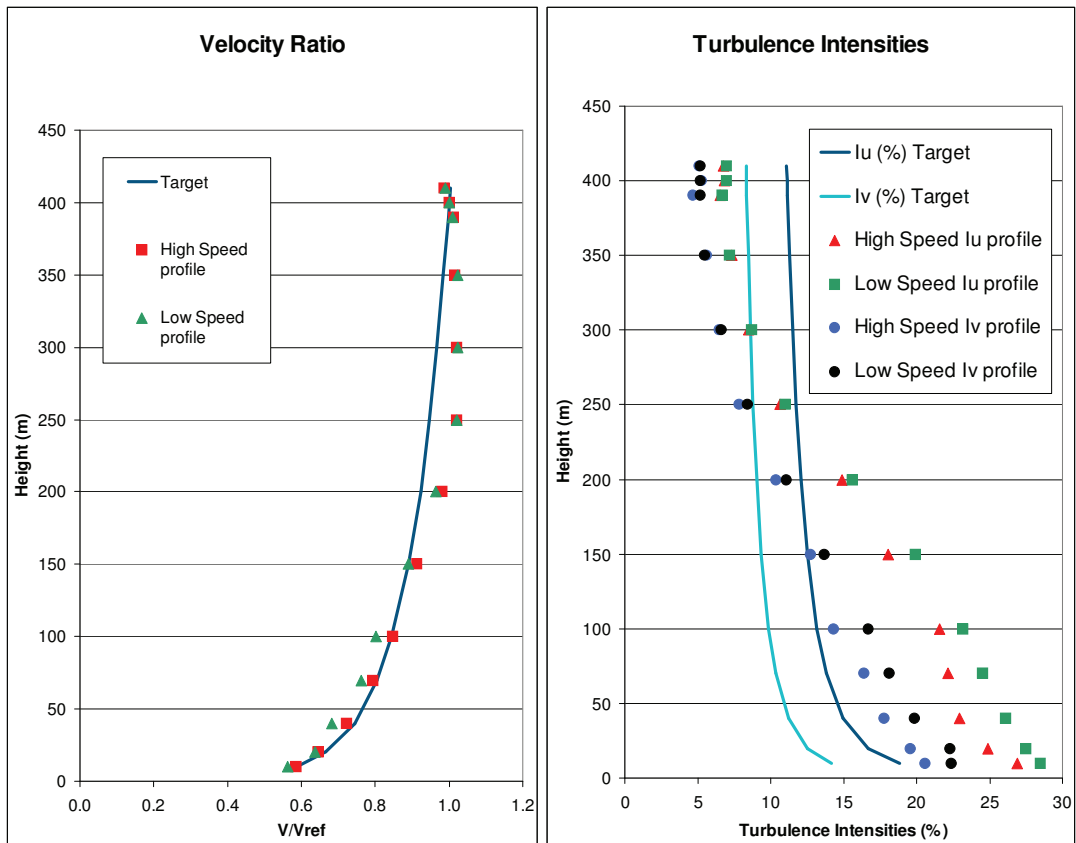 Velocity Ratio
450
400
350
300
250
200
150
100
50
0
Height (m)
Target
High Speed
profile
Low Speed
profile
0.0 0.2 0.4 0.6 0.8 1.0 1.2
V/Vref
Turbulence Intensities
450
400
350
300
250
200
150
100
50
0
Height (m)
Iu (%) Target
Iv (%) Target
High Speed Iu profile
Low Speed Iu profile
High Speed Iv profile
Low Speed Iv profile
0 5 10 15 20 25 30
Turbulence Intensities (%)